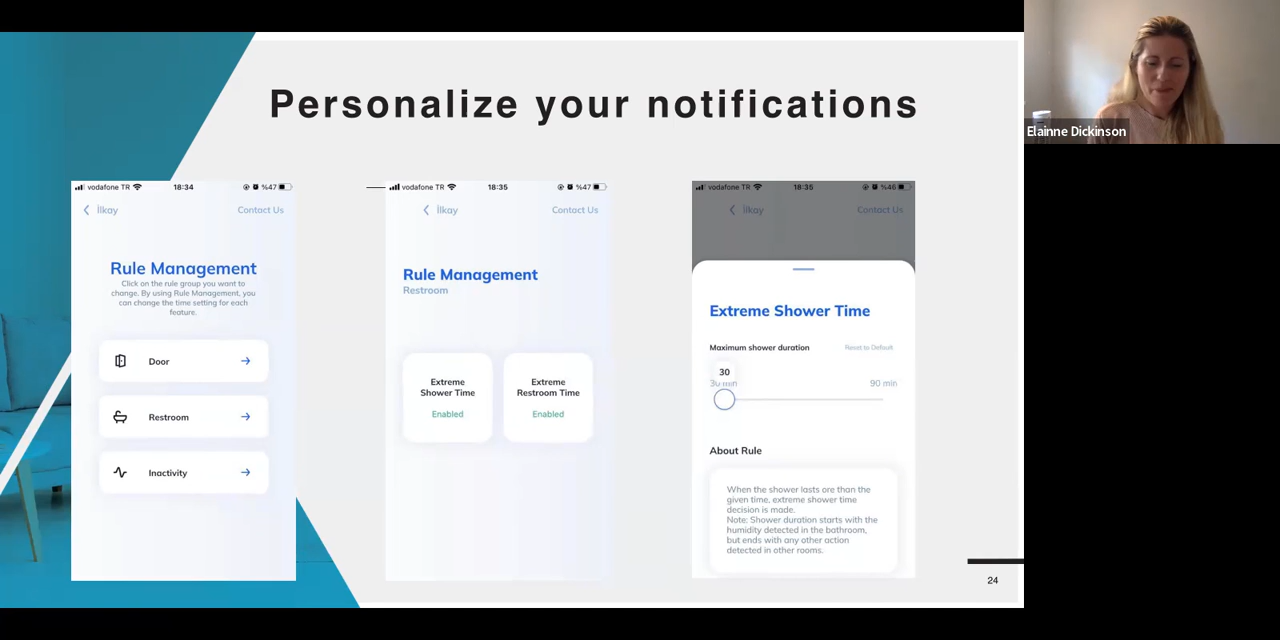 Personalize your notifications
Elainne Dickinson
vodafone TR 18:34 %47
İlkay Contact Us
Rule Management
Click on the rule group you want to
change. By using Rule Management, you
can change the time setting for each
feature.
Door
Restroom
Inactivity
vodafone TR 18:35 %47
İlkay Contact Us
Rule Management
Restroom
Extreme
Shower Time
Enabled
Extreme
Restroom Time
Enabled
vodafone TR 18:35 %46
İlkay Contact Us
Extreme Shower Time
Maximum shower duration Reset to Default
30
30 min 90 min
About Rule
When the shower lasts ore than the
given time, extreme shower time
decision is made.
Note: Shower duration starts with the
humidity detected in the bathroom,
but ends with any other action
detected in other rooms.
24